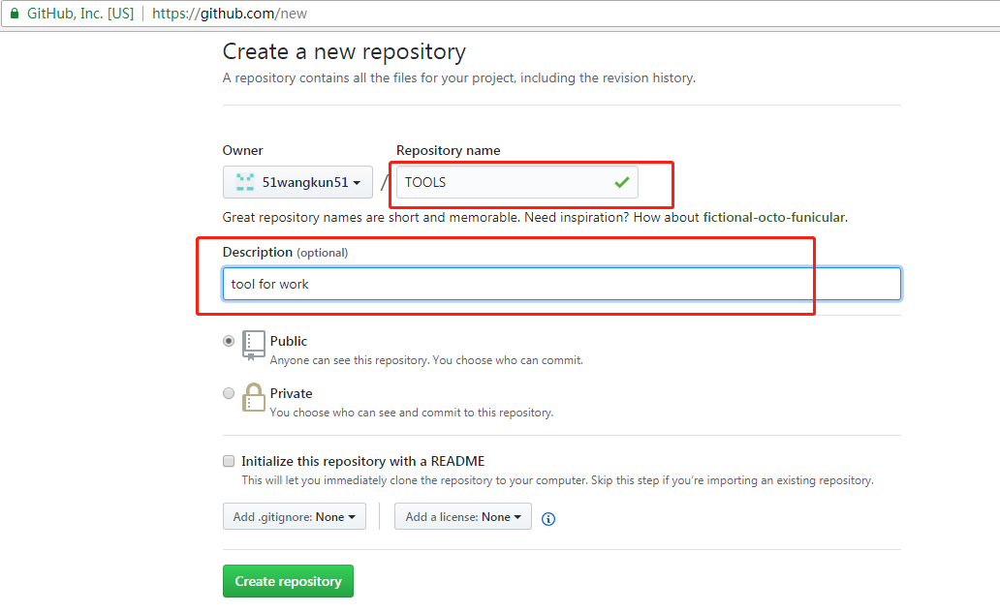 GitHub, Inc. [US] https://github.com/new
Create a new repository
A repository contains all the files for your project, including the revision history.
Owner Repository name
51wangkun51 / TOOLS
Great repository names are short and memorable. Need inspiration? How about fictional-octo-funicular.
Description (optional)
tool for work
Public
Anyone can see this repository. You choose who can commit.
Private
You choose who can see and commit to this repository.
Initialize this repository with a README
This will let you immediately clone the repository to your computer. Skip this step if you’re importing an existing repository.
Add .gitignore: None Add a license: None
Create repository